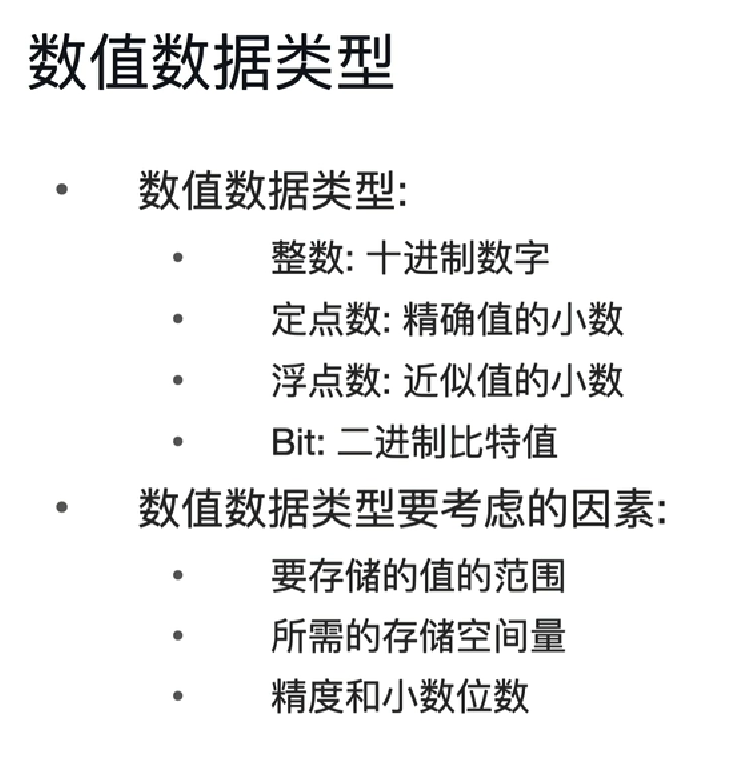 数值数据类型
• 数值数据类型:
• 整数: 十进制数字
• 定点数: 精确值的小数
• 浮点数: 近似值的小数
• Bit: 二进制比特值
• 数值数据类型要考虑的因素:
• 要存储的值的范围
• 所需的存储空间量
• 精度和小数位数